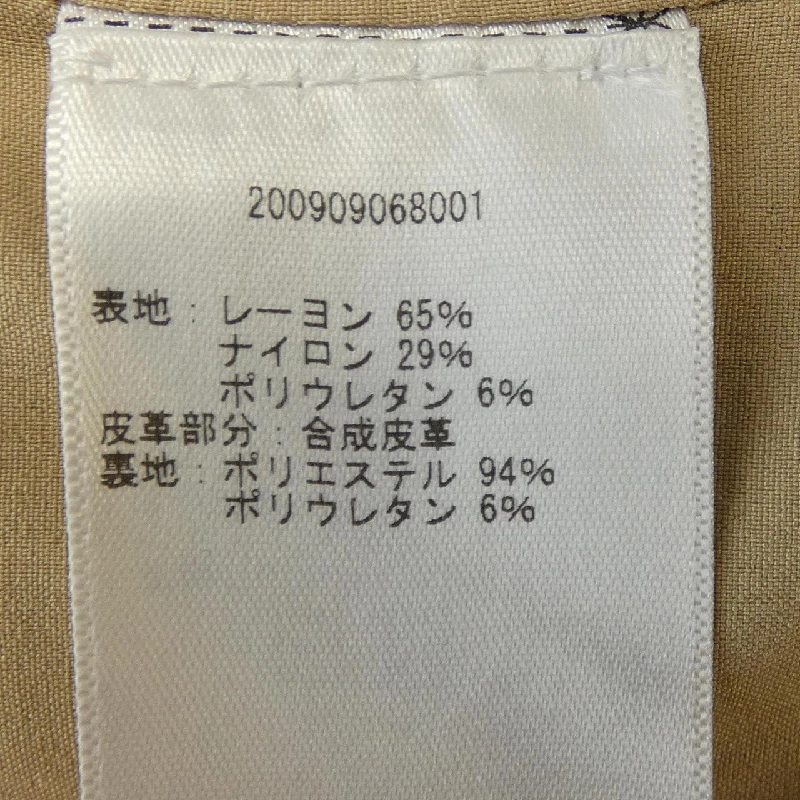 200909068001
表地：レーヨン 65%
ナイロン 29%
ポリウレタン 6%
皮革部分：合成皮革
裏地：ポリエステル 94%
ポリウレタン 6%